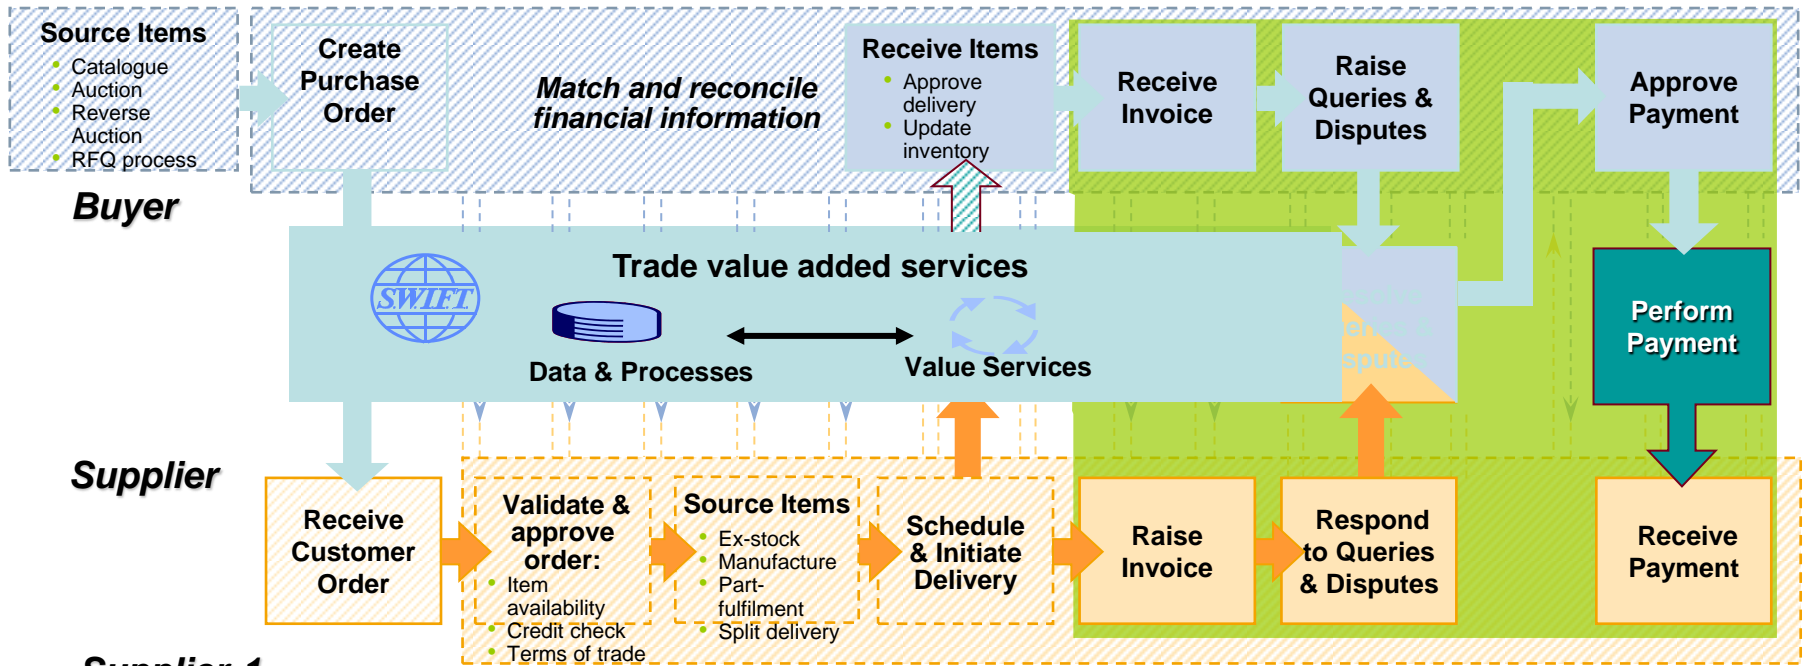 Source Items
Catalogue
Auction
Reverse
Auction
RFQ process
Create
Purchase
Order
Match and reconcile
financial information
Receive Items
Approve
delivery
Update
inventory
Receive
Invoice
Raise
Queries &
Disputes
Approve
Payment
Buyer
Trade value added services
S.W.I.F.T.
Data & Processes
Value Services
Perform
Payment
Supplier
Receive
Customer
Order
Validate &
approve
order:
Item
availability
Credit check
Terms of trade
Source Items
Ex-stock
Manufacture
Part-
fulfilment
Split delivery
Schedule
& Initiate
Delivery
Raise
Invoice
Respond
to Queries
& Disputes
Receive
Payment
Supplier 1